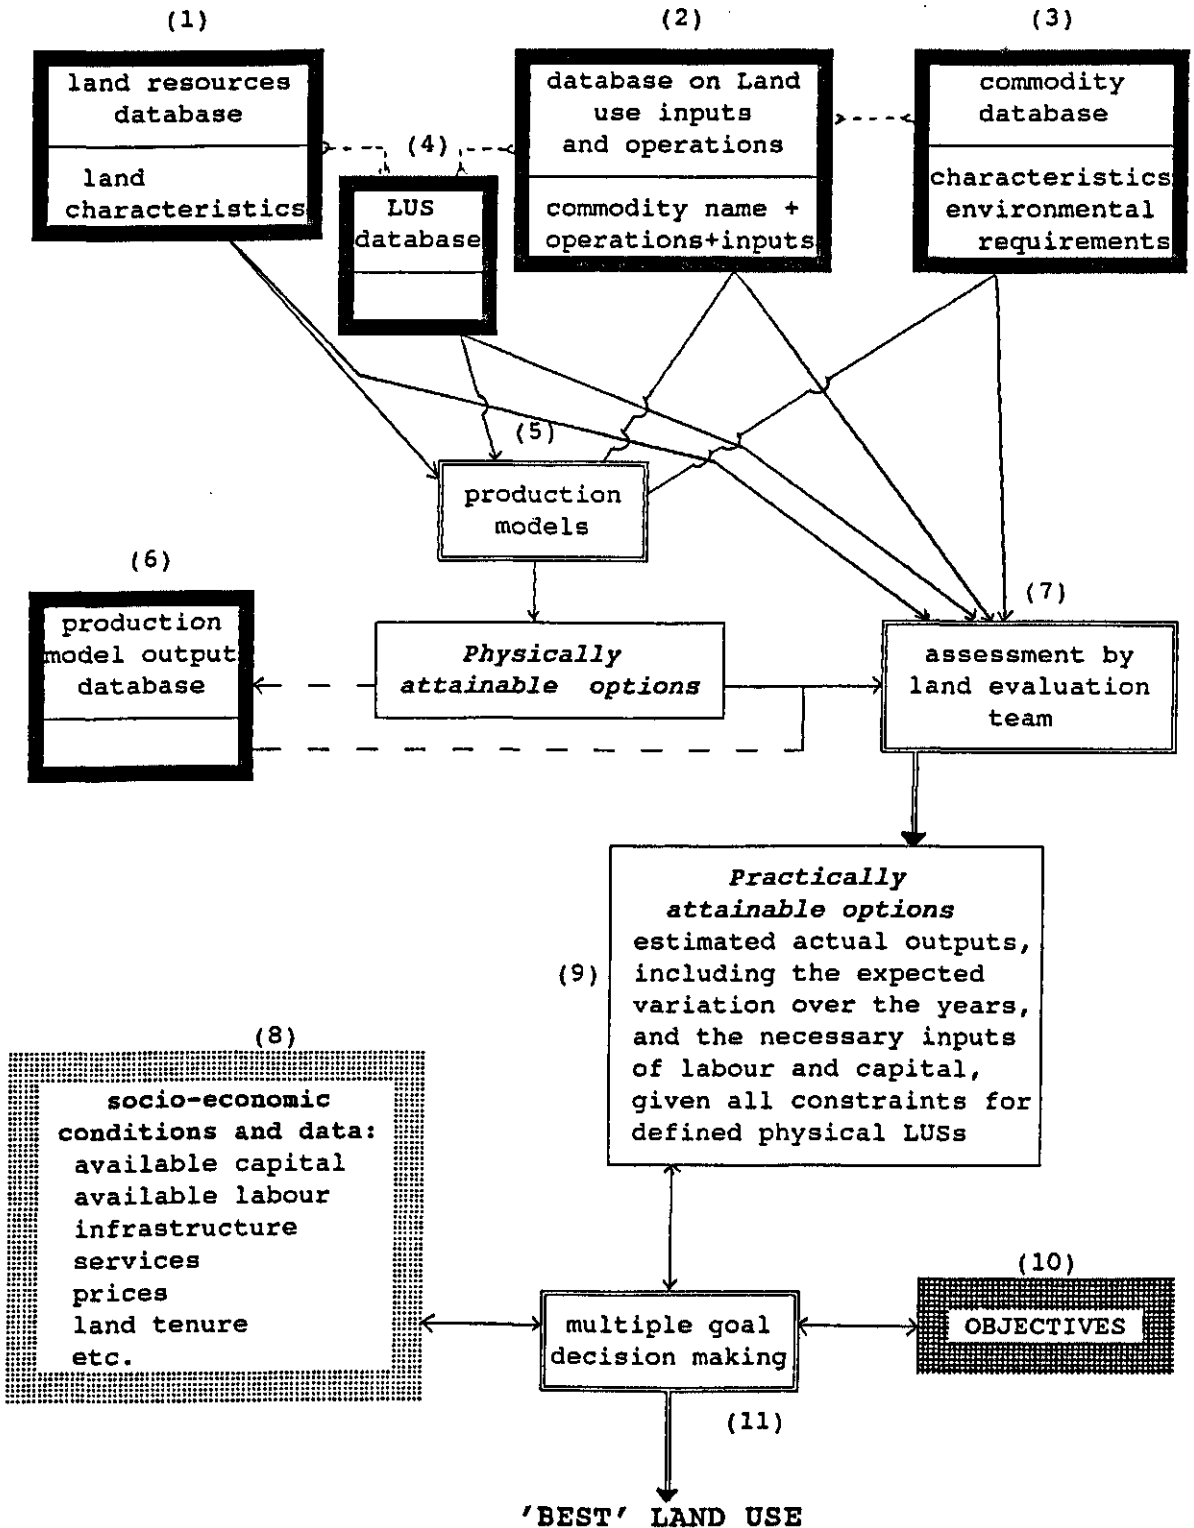 (1)
(2)
(3)
land resources
database
land
characteristics
database on Land
use inputs
and operations
commodity name +
operations+inputs
commodity
database
characteristics
environmental
requirements
(4)
LUS
database
(5)
production
models
(6)
production
model output
database
Physically
attainable options
(7)
assessment by
land evaluation
team
Practically
attainable options
estimated actual outputs,
including the expected
variation over the years,
and the necessary inputs
of labour and capital,
given all constraints for
defined physical LUSs
(9)
(8)
socio-economic
conditions and data:
available capital
available labour
infrastructure
services
prices
land tenure
etc.
(10)
OBJECTIVES
multiple goal
decision making
(11)
'BEST' LAND USE